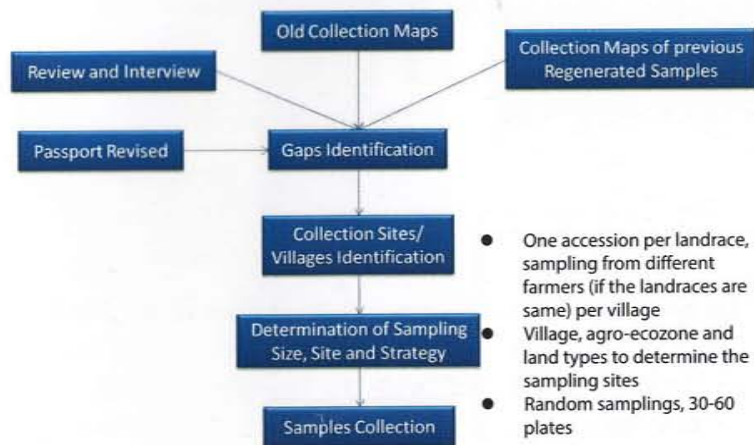 Old Collection Maps
Review and Interview
Collection Maps of previous
Regenerated Samples
Passport Revised
Gaps Identification
Collection Sites/
Villages Identification
Determination of Sampling
Size, Site and Strategy
Samples Collection
● One accession per landrace,
sampling from different
farmers (if the landraces are
same) per village
● Village, agro-ecozone and
land types to determine the
sampling sites
● Random samplings, 30-60
plates